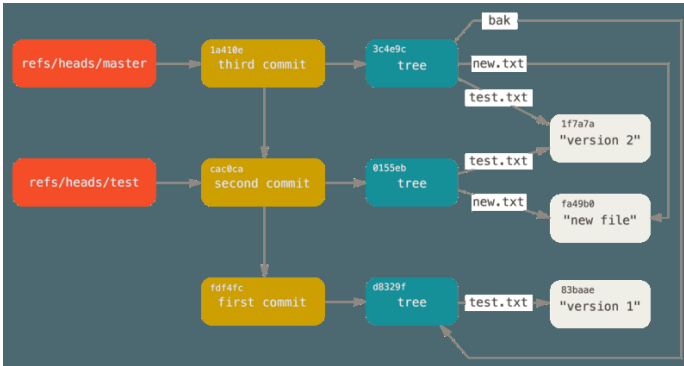 bak
1a410e
3c4e9c
refs/heads/master
third commit
tree
new.txt
test.txt
1f7a7a
"version 2"
cac0ca
0155eb
test.txt
refs/heads/test
second commit
tree
new.txt
fa49b0
"new file"
fdf4fc
d8329f
83baae
first commit
tree
test.txt
"version 1"